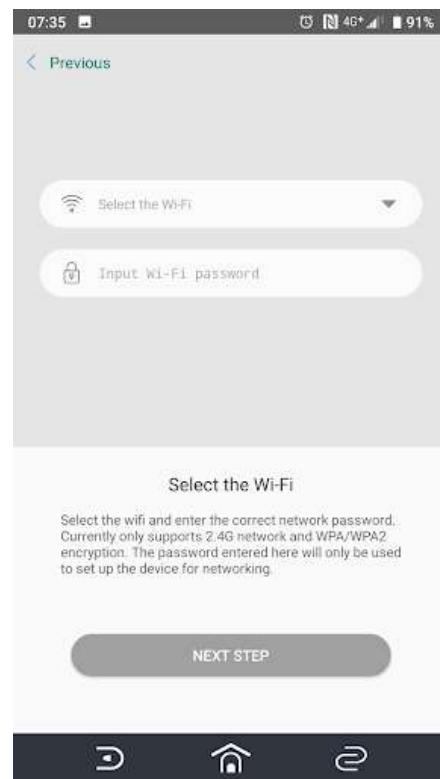 07:35 4G+ 91%
Previous
Select the Wi-Fi
Input Wi-Fi password
Select the Wi-Fi
Select the wifi and enter the correct network password.
Currently only supports 2.4G network and WPA/WPA2
encryption. The password entered here will only be used
to set up the device for networking.
NEXT STEP